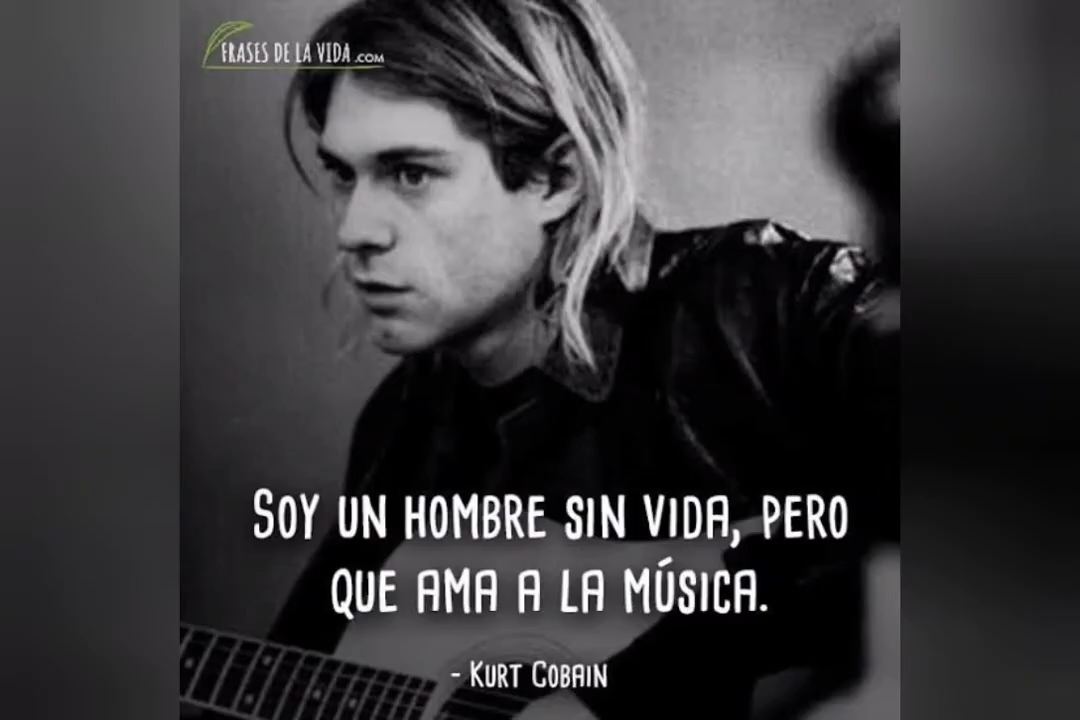 FRASES DE LA VIDA.COM
SOY UN HOMBRE SIN VIDA, PERO
QUE AMA A LA MÚSICA.
- KURT COBAIN